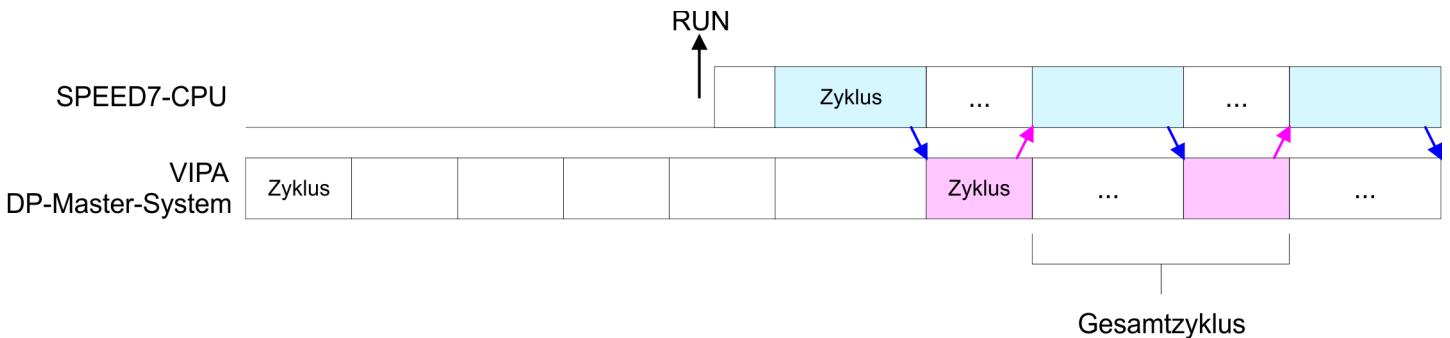 RUN
SPEED7-CPU
Zyklus
...
...
VIPA
DP-Master-System
Zyklus
Zyklus
...
...
Gesamtzyklus